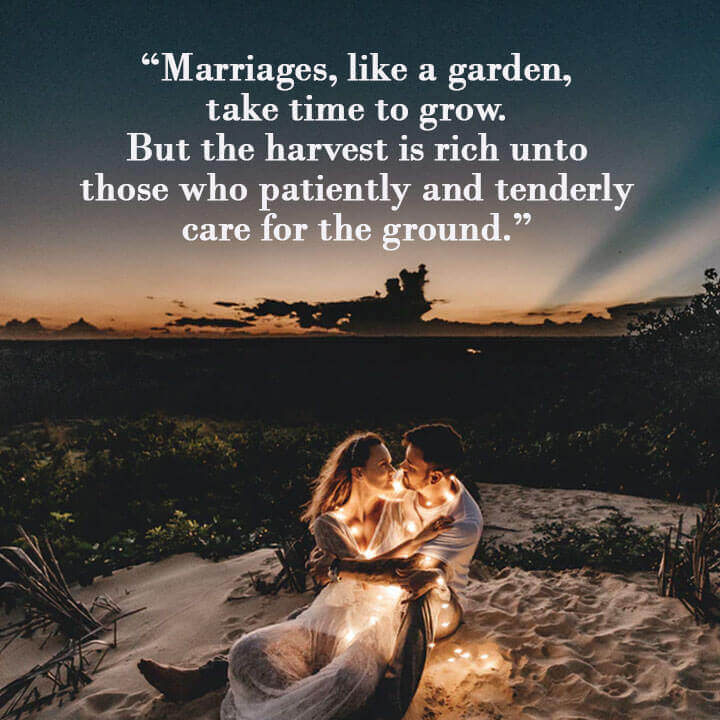 “Marriages, like a garden,
take time to grow.
But the harvest is rich unto
those who patiently and tenderly
care for the ground.”